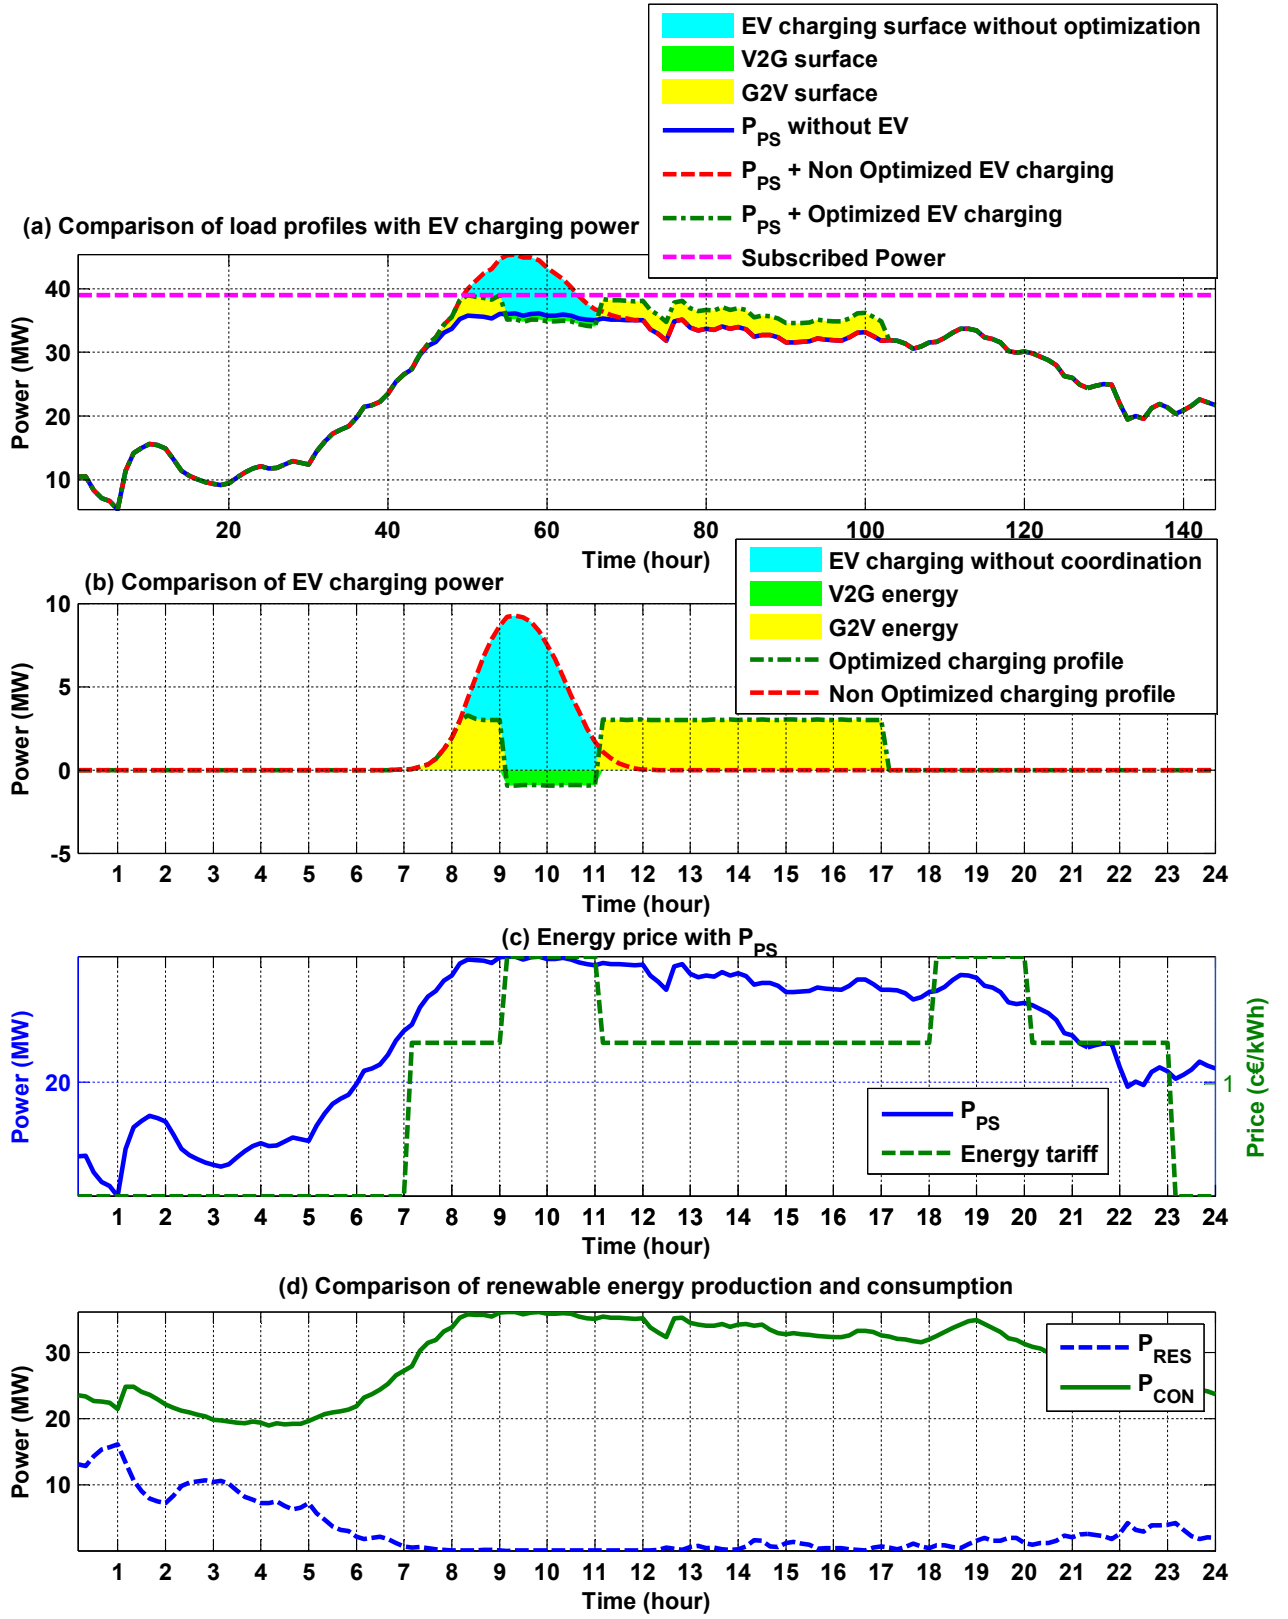 EV charging surface without optimization
V2G surface
G2V surface
P_PS without EV
P_PS + Non Optimized EV charging
P_PS + Optimized EV charging
Subscribed Power
(a) Comparison of load profiles with EV charging power
40
30
20
10
Power (MW)
20 40 60 80 100 120 140
Time (hour)
EV charging without coordination
V2G energy
G2V energy
Optimized charging profile
Non Optimized charging profile
(b) Comparison of EV charging power
10
5
0
-5
Power (MW)
1 2 3 4 5 6 7 8 9 10 11 12 13 14 15 16 17 18 19 20 21 22 23 24
Time (hour)
(c) Energy price with P_PS
20
Power (MW)
1
Price (c€/kWh)
P_PS
Energy tariff
1 2 3 4 5 6 7 8 9 10 11 12 13 14 15 16 17 18 19 20 21 22 23 24
Time (hour)
(d) Comparison of renewable energy production and consumption
30
20
10
Power (MW)
P_RES
P_CON
1 2 3 4 5 6 7 8 9 10 11 12 13 14 15 16 17 18 19 20 21 22 23 24
Time (hour)